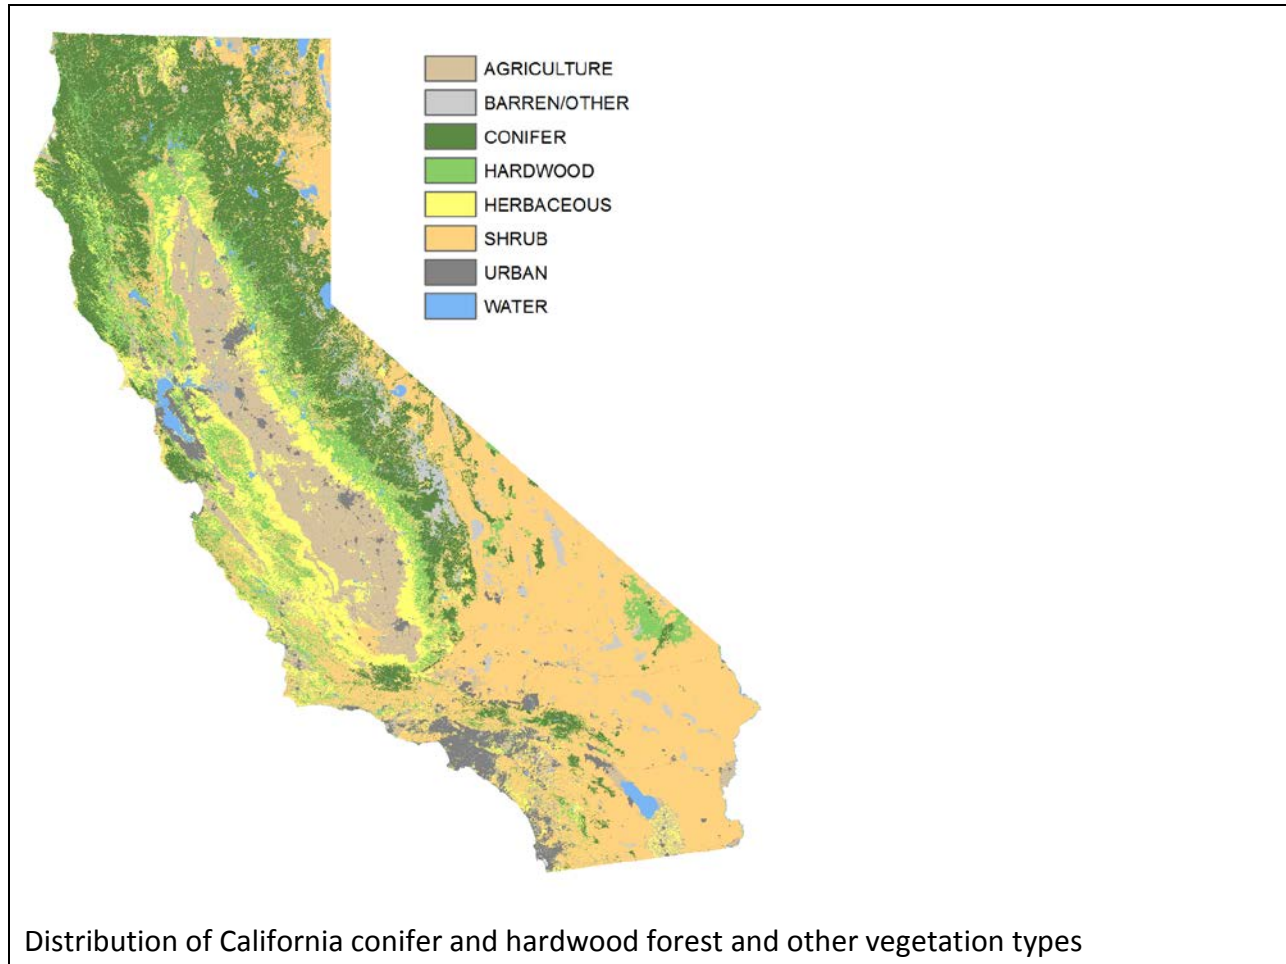 AGRICULTURE
BARREN/OTHER
CONIFER
HARDWOOD
HERBACEOUS
SHRUB
URBAN
WATER
Distribution of California conifer and hardwood forest and other vegetation types